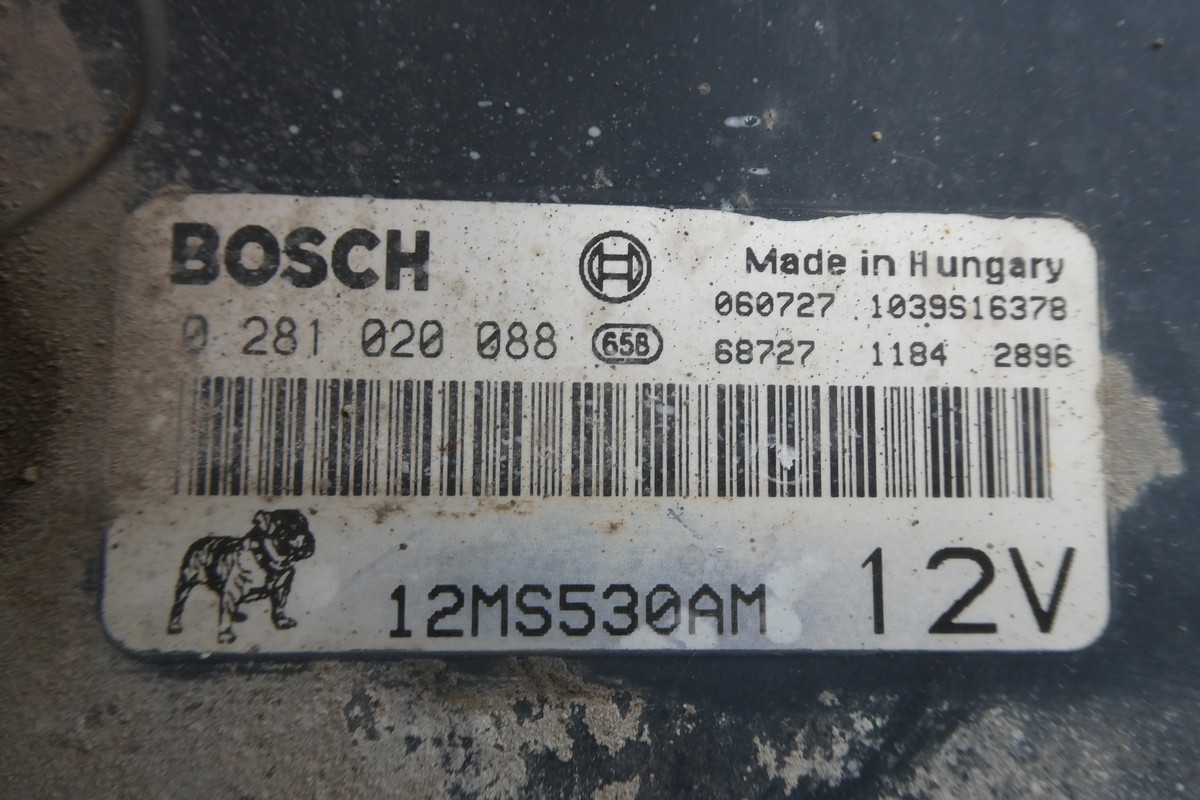 BOSCH
Made in Hungary
0 281 020 088 658
060727 1039S16378
68727 1184 2896
12MS530AM
12V